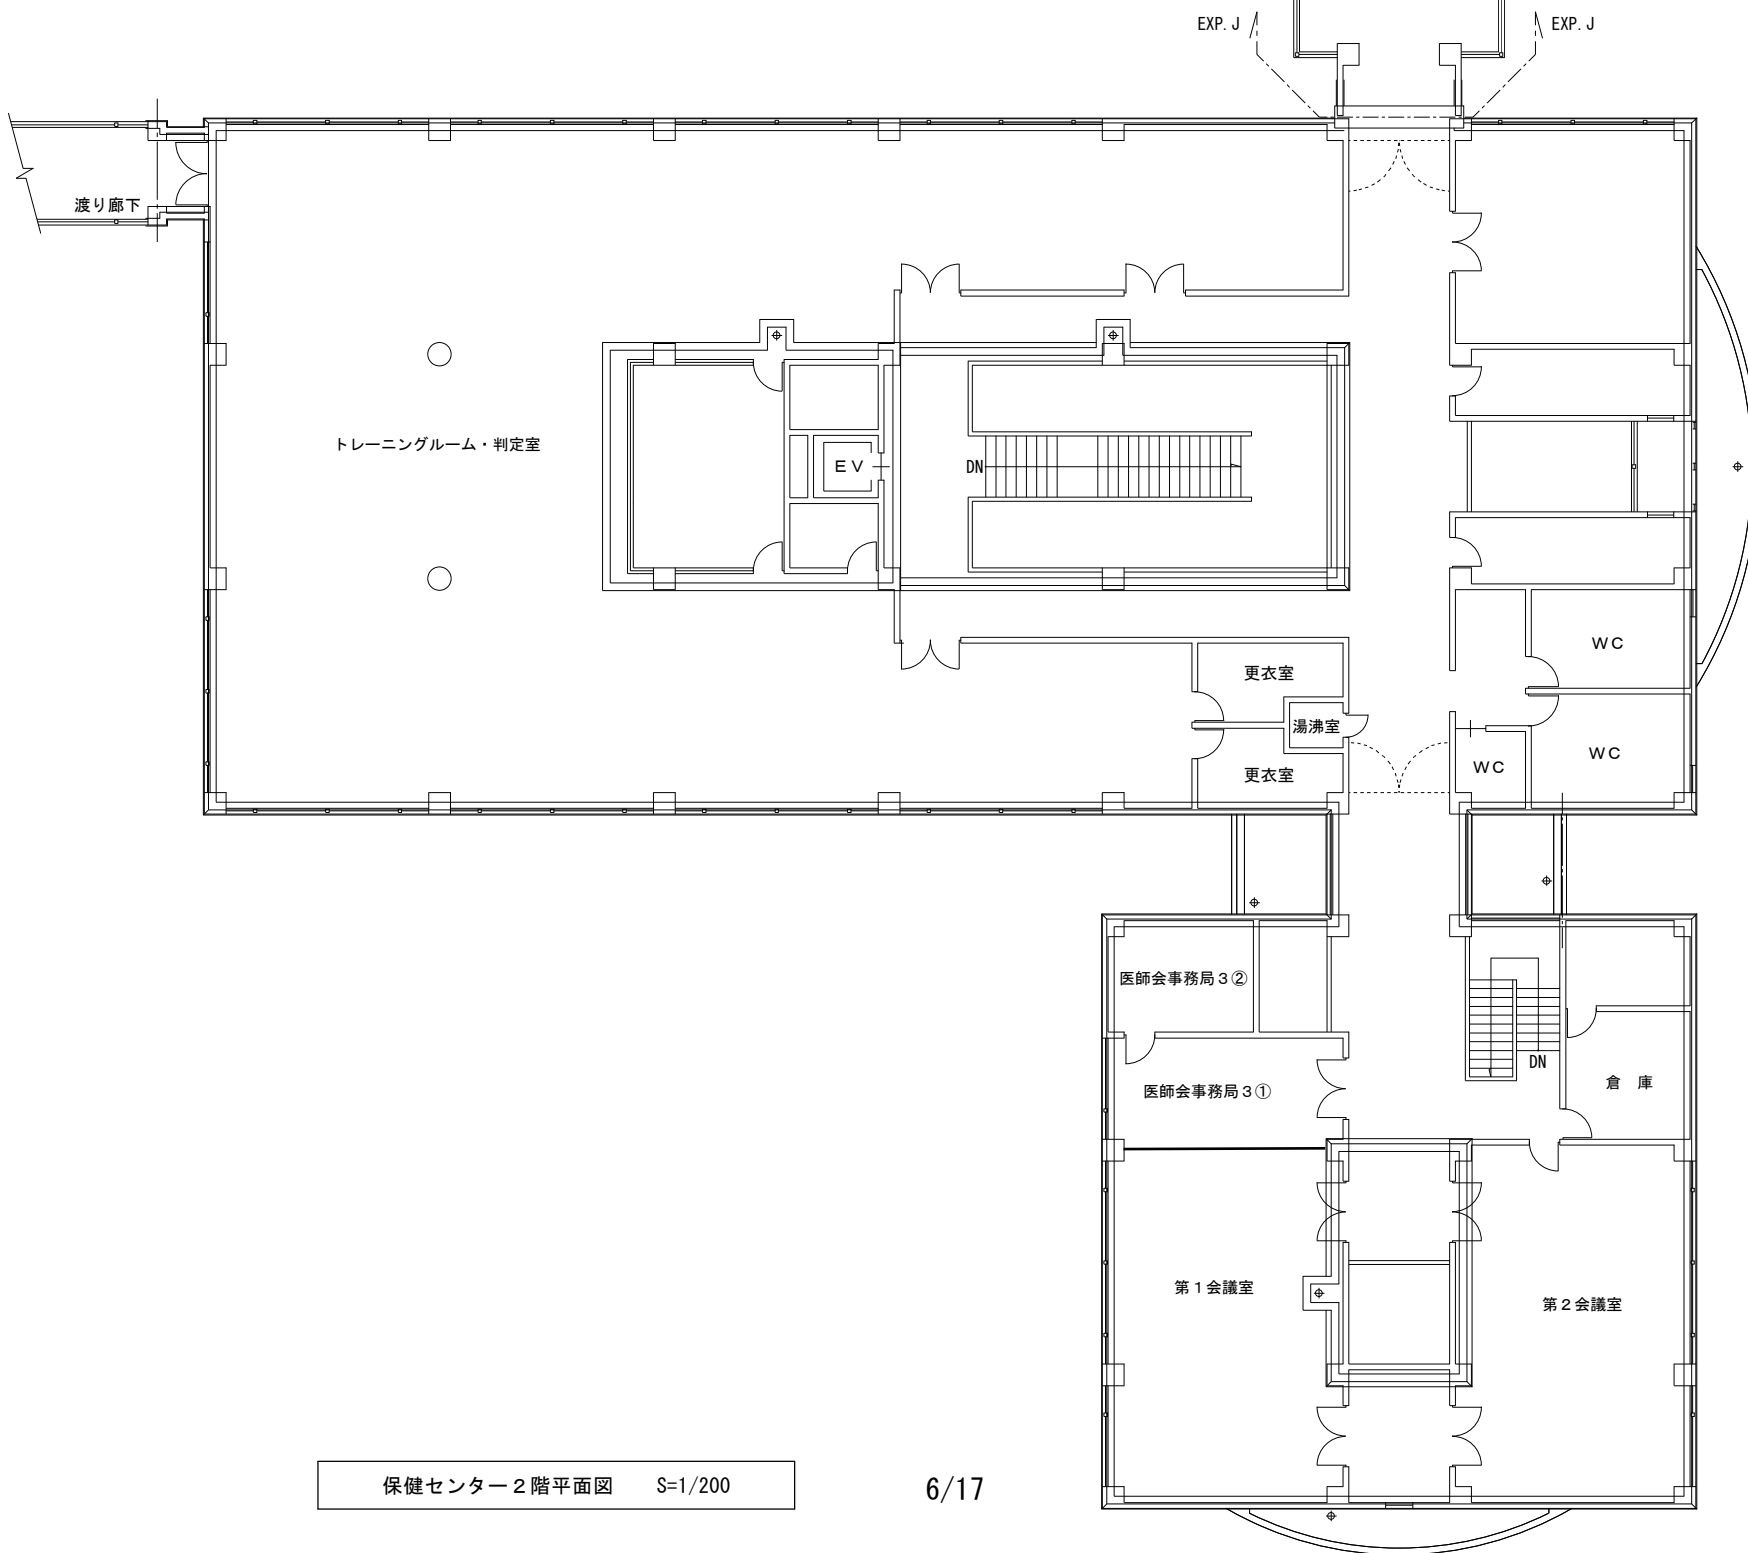 EXP.J
EXP.J
渡り廊下
トレーニングルーム・判定室
EV
DN
WC
更衣室
湯沸室
WC
WC
更衣室
医師会事務局3②
DN
医師会事務局3①
倉 庫
第1会議室
第2会議室
保健センター2階平面図 S=1/200
6/17